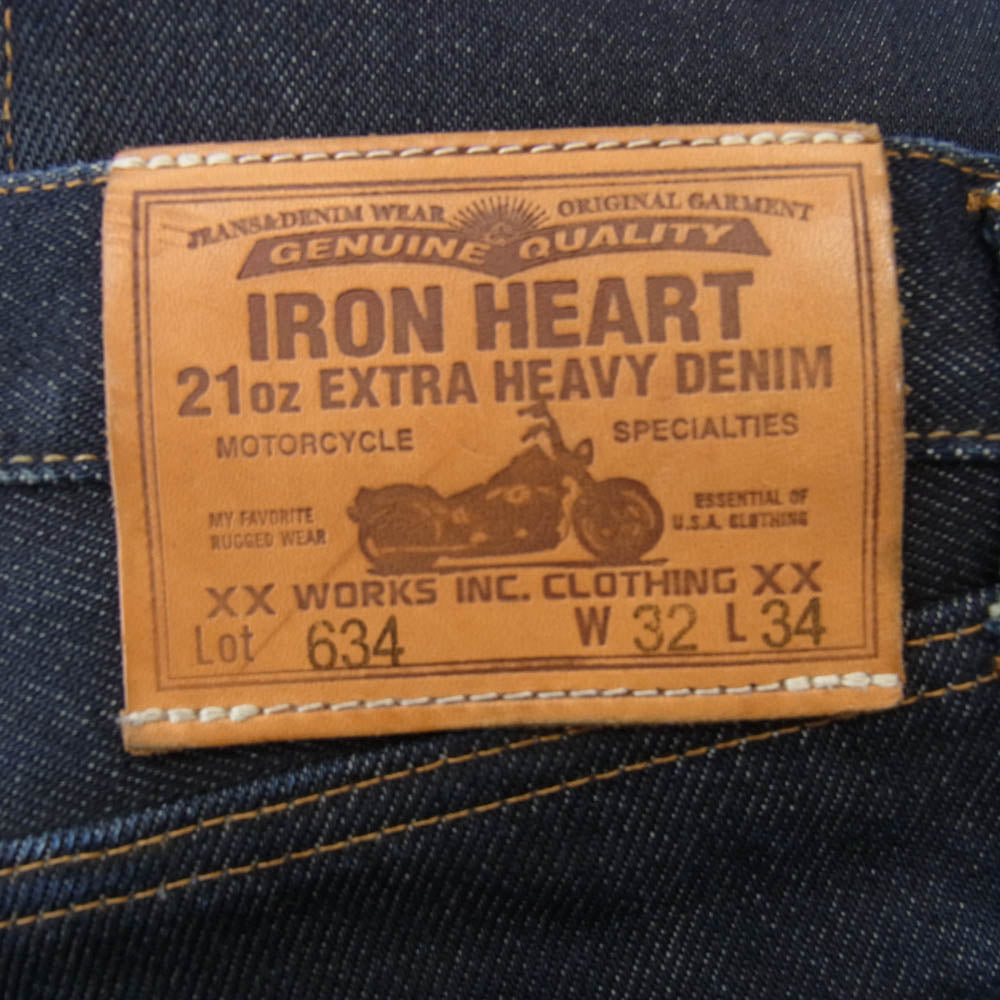 JEANS&DENIM WEAR ORIGINAL GARMENT
GENUINE QUALITY
IRON HEART
21oz EXTRA HEAVY DENIM
MOTORCYCLE SPECIALTIES
MY FAVORITE
RUGGED WEAR
ESSENTIAL OF
U.S.A. CLOTHING
XX WORKS INC. CLOTHING XX
Lot 634 W 32 L 34